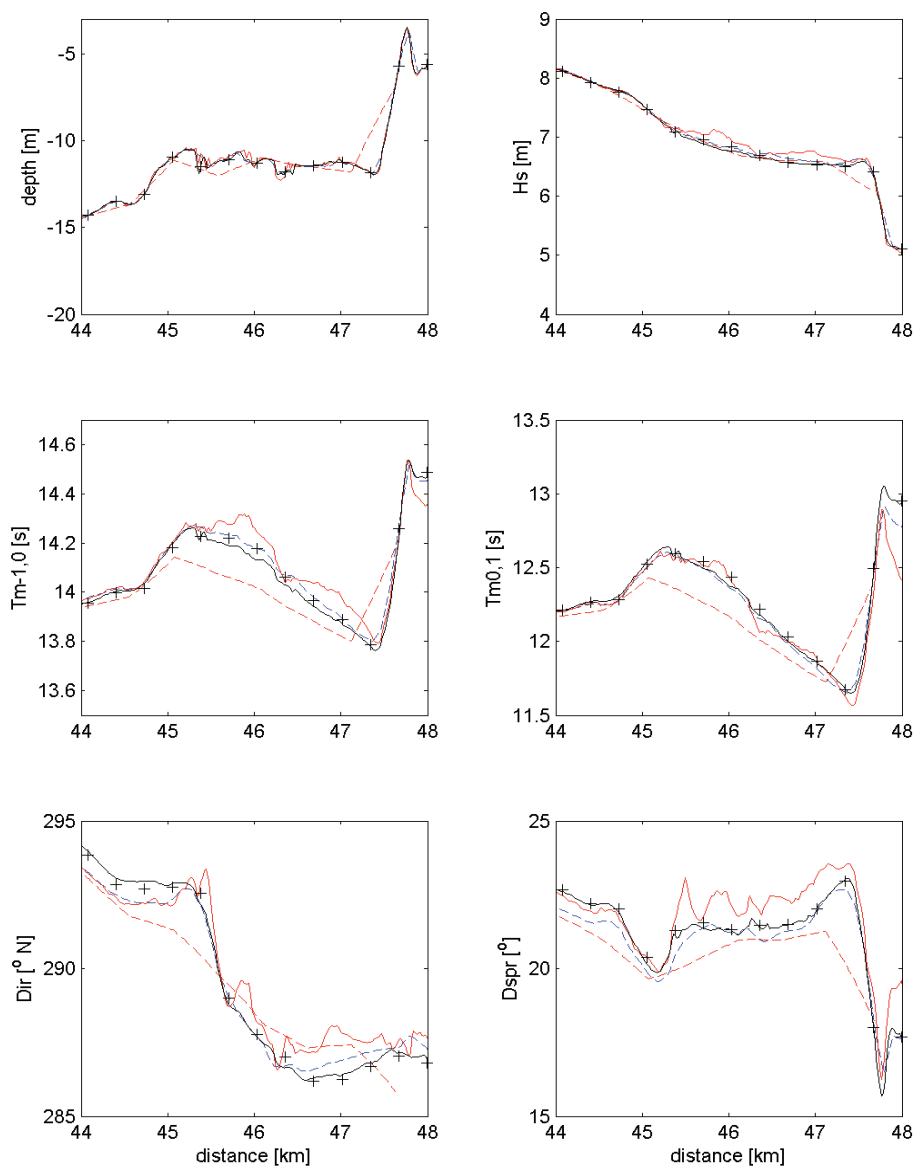 -5
-10
-15
-20
depth [m]
44 45 46 47 48
9
8
7
6
5
4
Hs [m]
44 45 46 47 48
14.6
14.4
14.2
14
13.8
13.6
Tm-1,0 [s]
44 45 46 47 48
13.5
13
12.5
12
11.5
Tm0,1 [s]
44 45 46 47 48
295
290
285
Dir [° N]
44 45 46 47 48
distance [km]
25
20
15
Dspr [°]
44 45 46 47 48
distance [km]